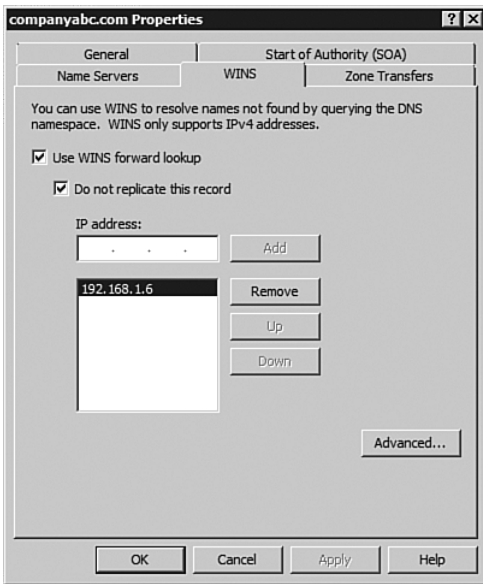 companyabc.com Properties
General
Start of Authority (SOA)
Name Servers
WINS
Zone Transfers
You can use WINS to resolve names not found by querying the DNS
namespace. WINS only supports IPv4 addresses.
Use WINS forward lookup
Do not replicate this record
IP address:
. . .
Add
192.168.1.6
Remove
Up
Down
Advanced...
OK
Cancel
Apply
Help